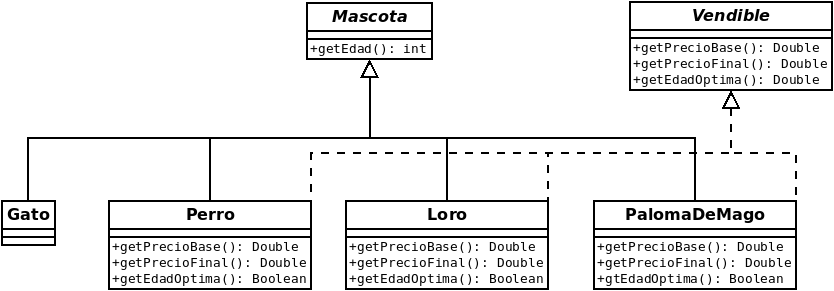 Mascota
+getEdad(): int
Vendible
+getPrecioBase(): Double
+getPrecioFinal(): Double
+getEdadOptima(): Double
Gato
Perro
+getPrecioBase(): Double
+getPrecioFinal(): Double
+getEdadOptima(): Boolean
Loro
+getPrecioBase(): Double
+getPrecioFinal(): Double
+getEdadOptima(): Boolean
PalomaDeMago
+getPrecioBase(): Double
+getPrecioFinal(): Double
+gtEdadOptima(): Boolean